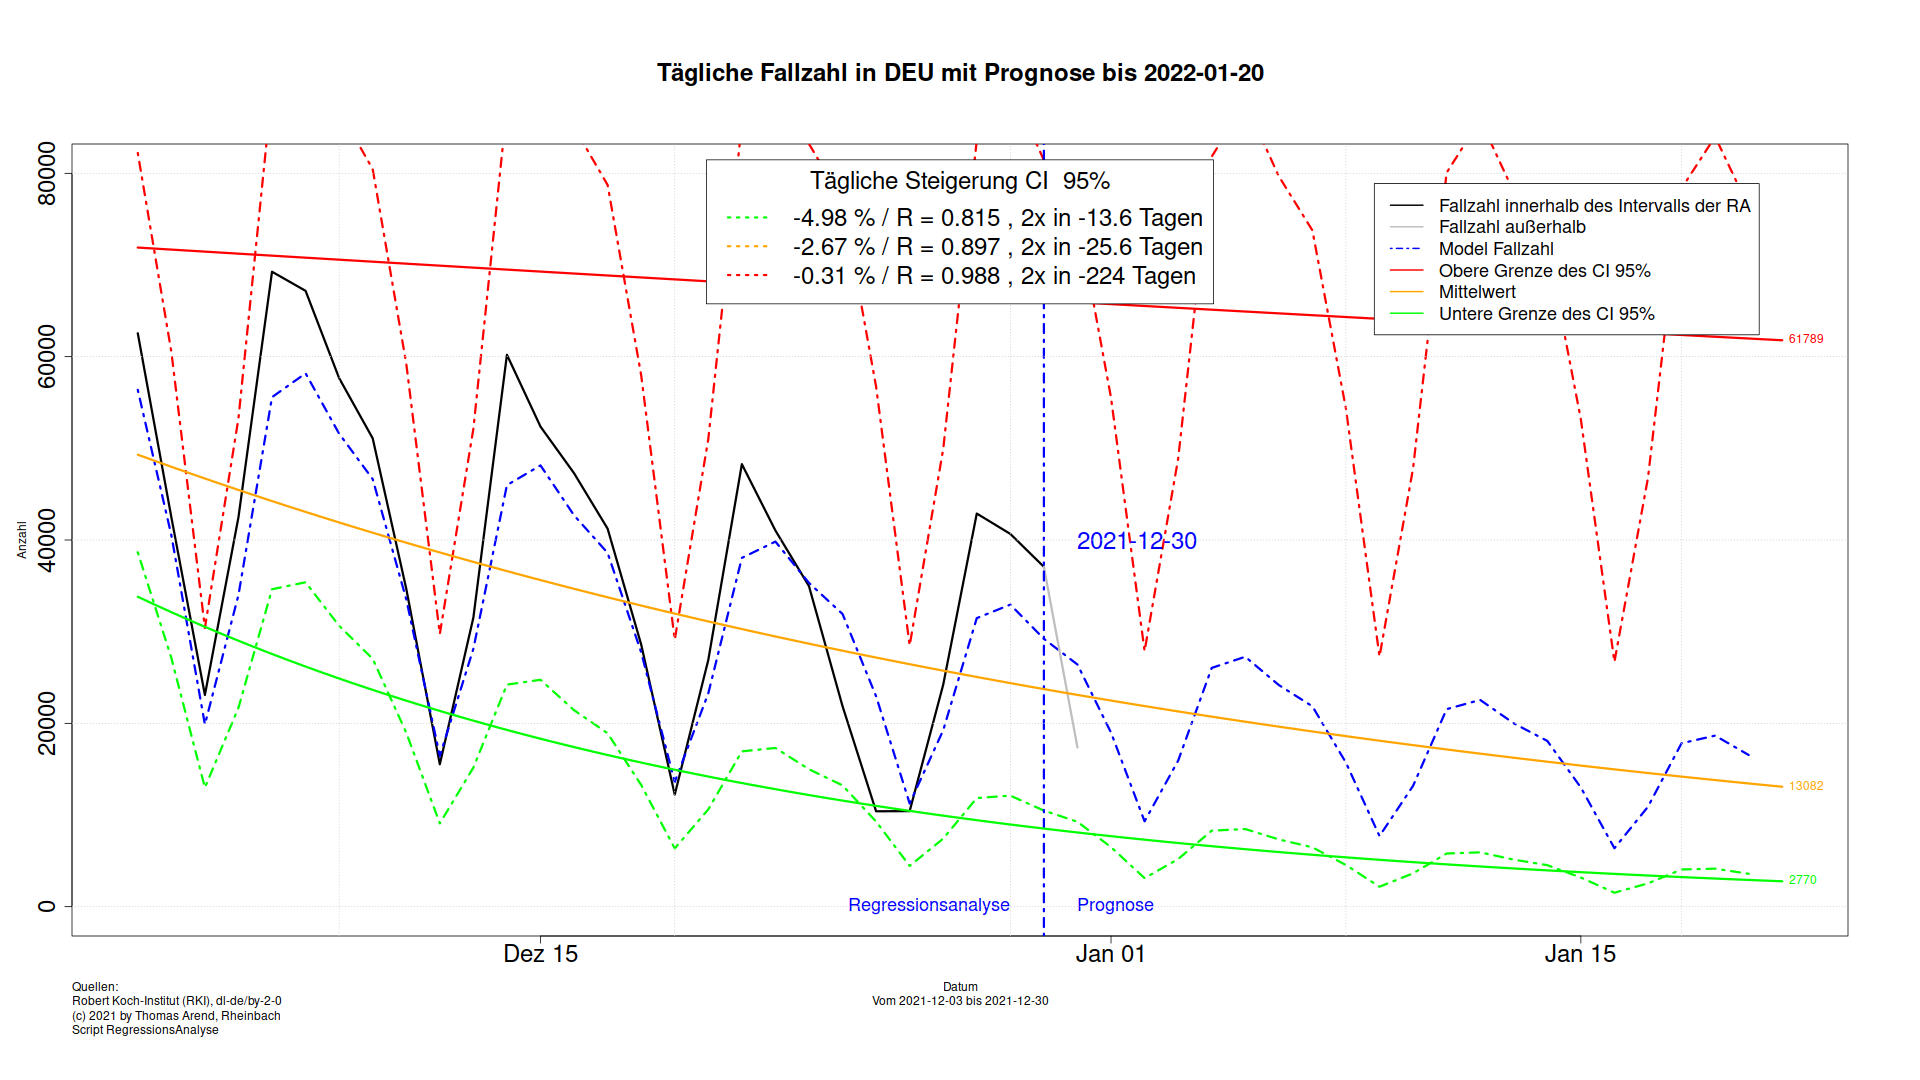 Tägliche Fallzahl in DEU mit Prognose bis 2022-01-20
Anzahl
80000
60000
40000
20000
0
Tägliche Steigerung CI  95%
-4.98 % / R = 0.815 , 2x in -13.6 Tagen
-2.67 % / R = 0.897 , 2x in -25.6 Tagen
-0.31 % / R = 0.988 , 2x in -224 Tagen
Fallzahl innerhalb des Intervalls der RA
Fallzahl außerhalb
Model Fallzahl
Obere Grenze des CI 95%
Mittelwert
Untere Grenze des CI 95%
61789
2021-12-30
13082
2770
Regressionsanalyse
Prognose
Dez 15
Jan 01
Jan 15
Quellen:
Robert Koch-Institut (RKI), dl-de/by-2-0
(c) 2021 by Thomas Arend, Rheinbach
Script RegressionsAnalyse
Datum
Vom 2021-12-03 bis 2021-12-30